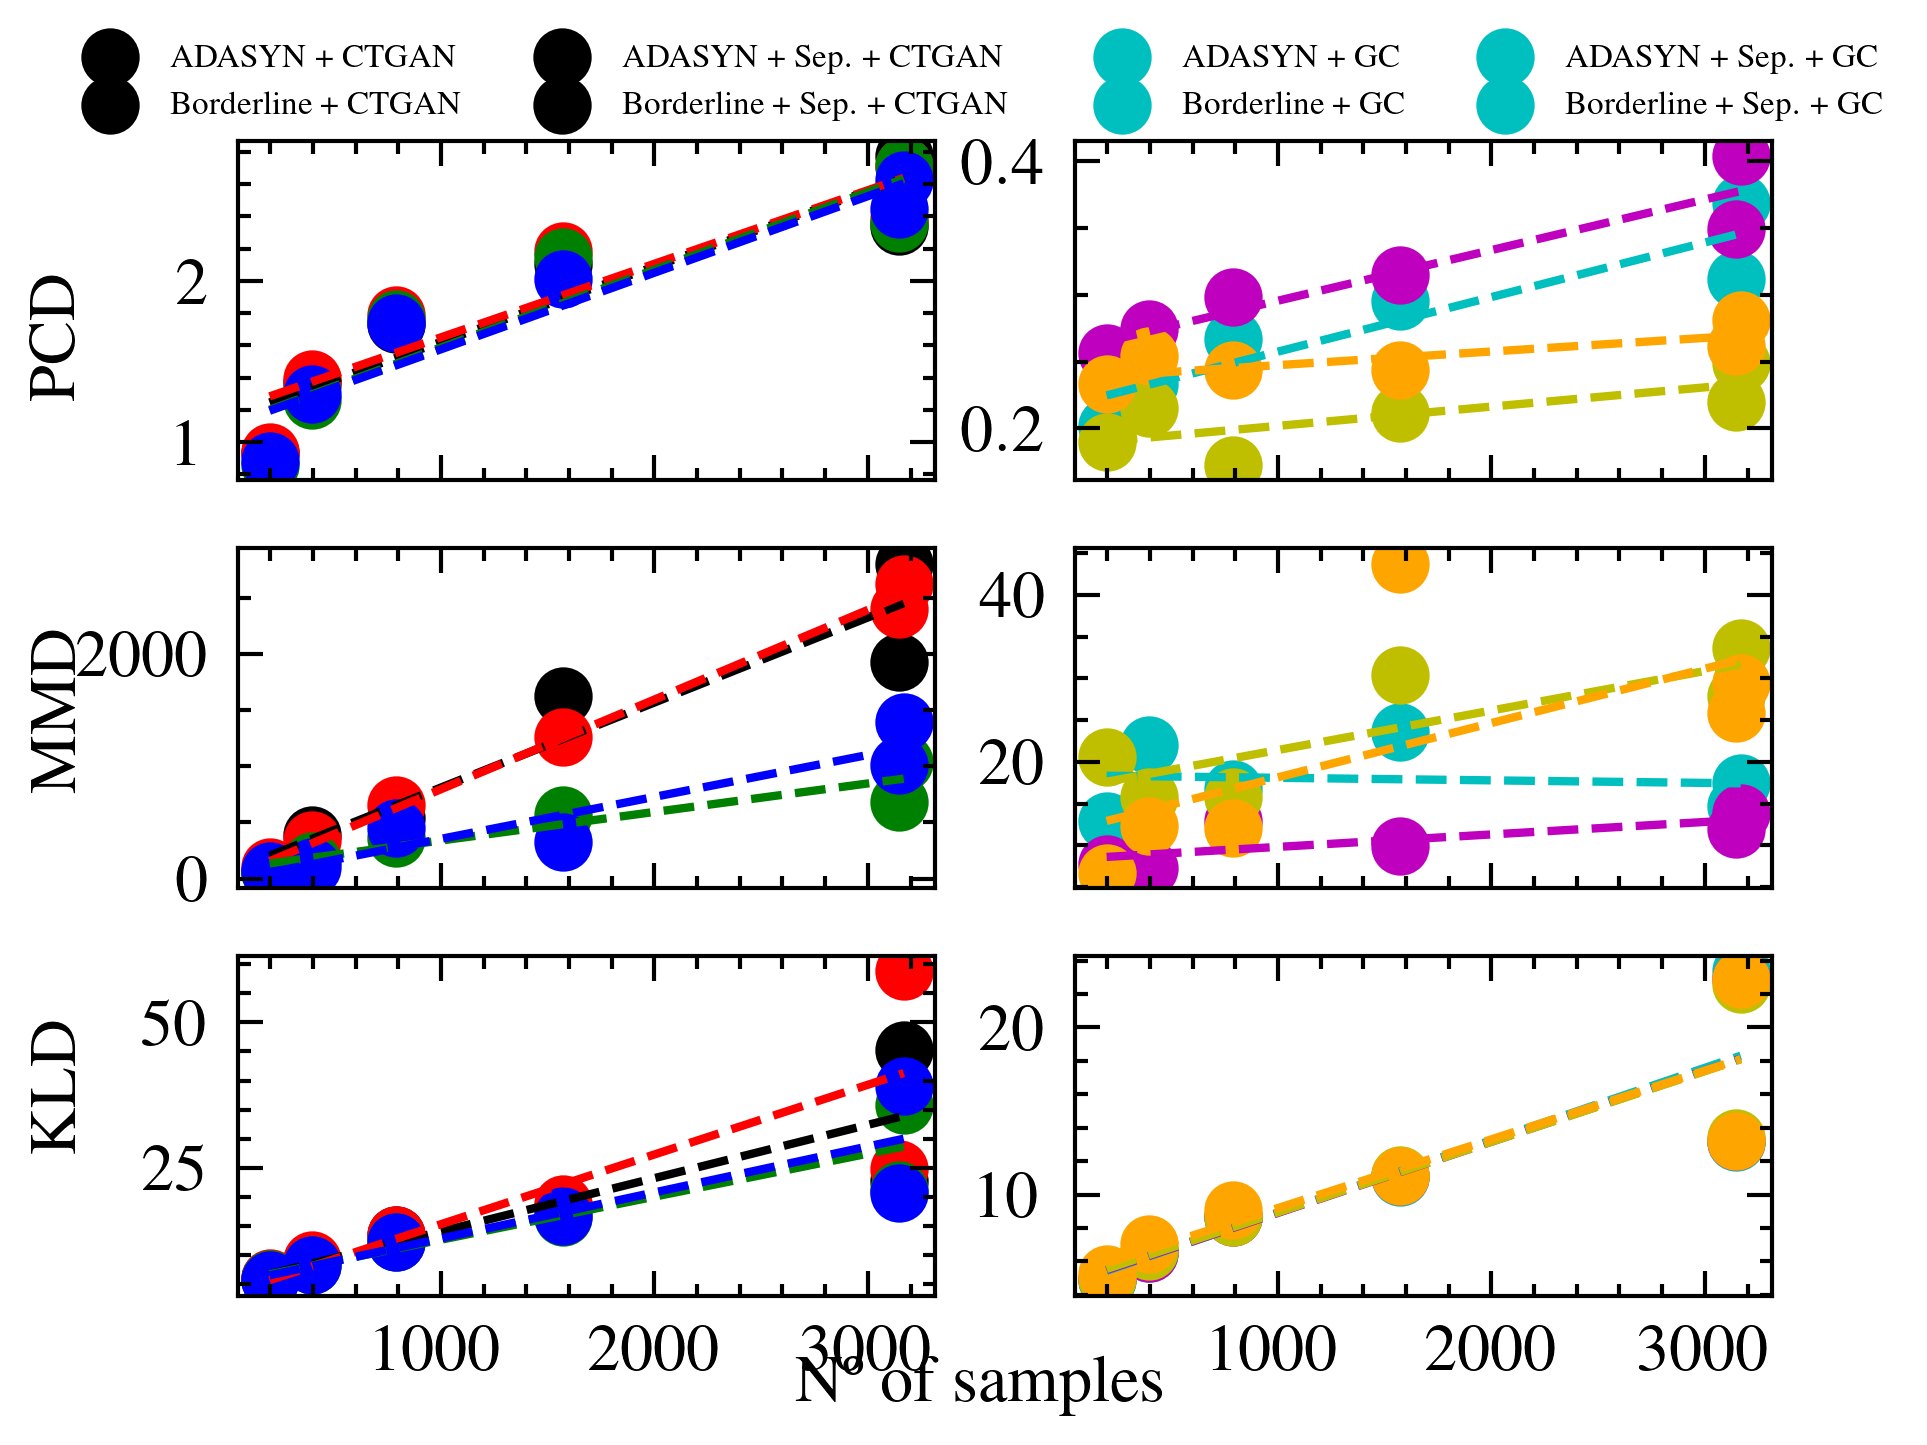 ADASYN + CTGAN ADASYN + Sep. + CTGAN ADASYN + GC ADASYN + Sep. + GC
Borderline + CTGAN Borderline + Sep. + CTGAN Borderline + GC Borderline + Sep. + GC
PCD
2
1
0.4
0.2
MMD
2000
0
40
20
KLD
50
25
20
10
1000 2000 3000
1000 2000 3000
Nº of samples